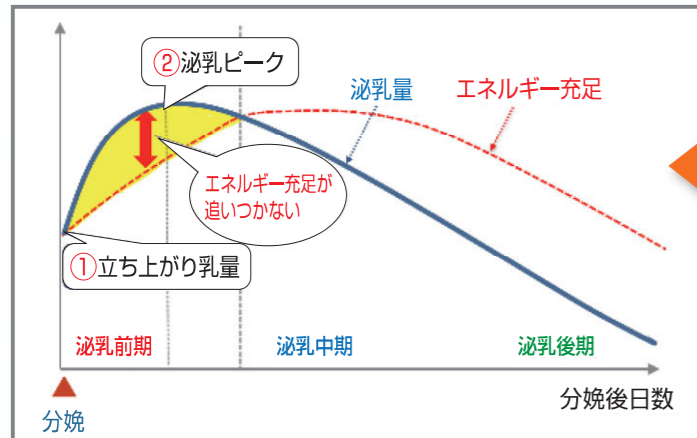 ②泌乳ピーク
泌乳量
エネルギー充足
エネルギー充足が
追いつかない
①立ち上がり乳量
泌乳前期
泌乳中期
泌乳後期
分娩後日数
分娩